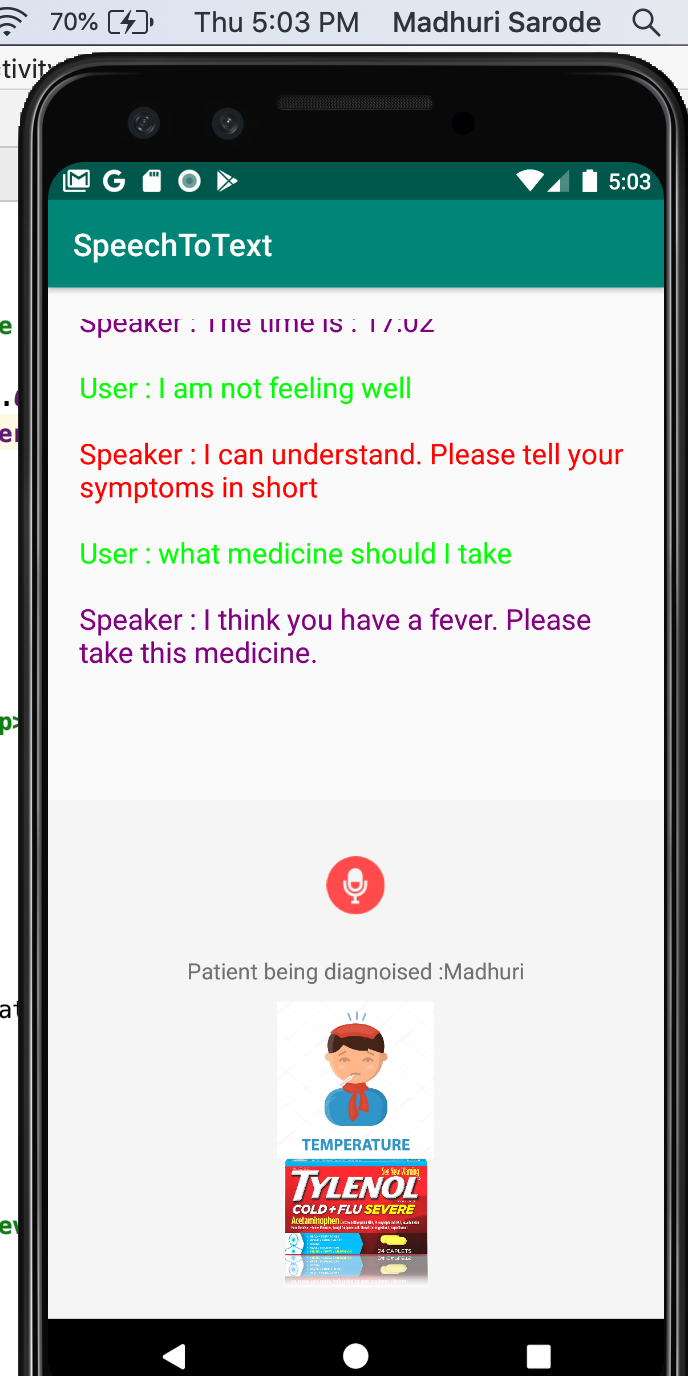 70% Thu 5:03 PM Madhuri Sarode
tivity
5:03
SpeechToText
Speaker : The time is : 17:02
User : I am not feeling well
Speaker : I can understand. Please tell your
symptoms in short
User : what medicine should I take
Speaker : I think you have a fever. Please
take this medicine.
Patient being diagnoised :Madhuri
TEMPERATURE
See New Warning
TYLENOL
COLD + FLU SEVERE
Acetaminophen
24 CAPLETS